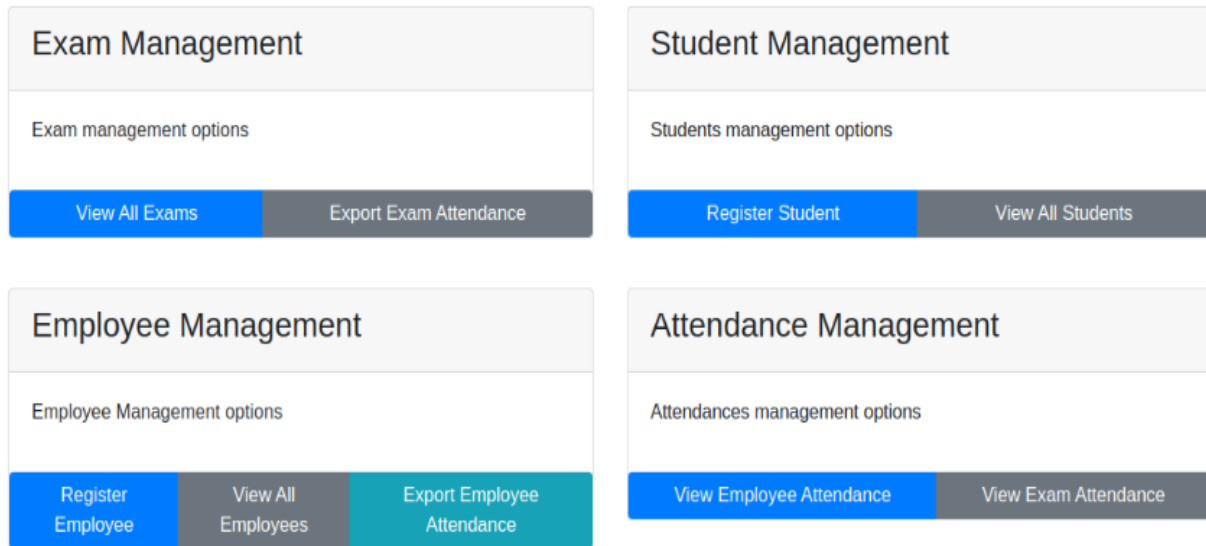 Exam Management
Exam management options
View All Exams
Export Exam Attendance
Student Management
Students management options
Register Student
View All Students
Employee Management
Employee Management options
Register
Employee
View All
Employees
Export Employee
Attendance
Attendance Management
Attendances management options
View Employee Attendance
View Exam Attendance